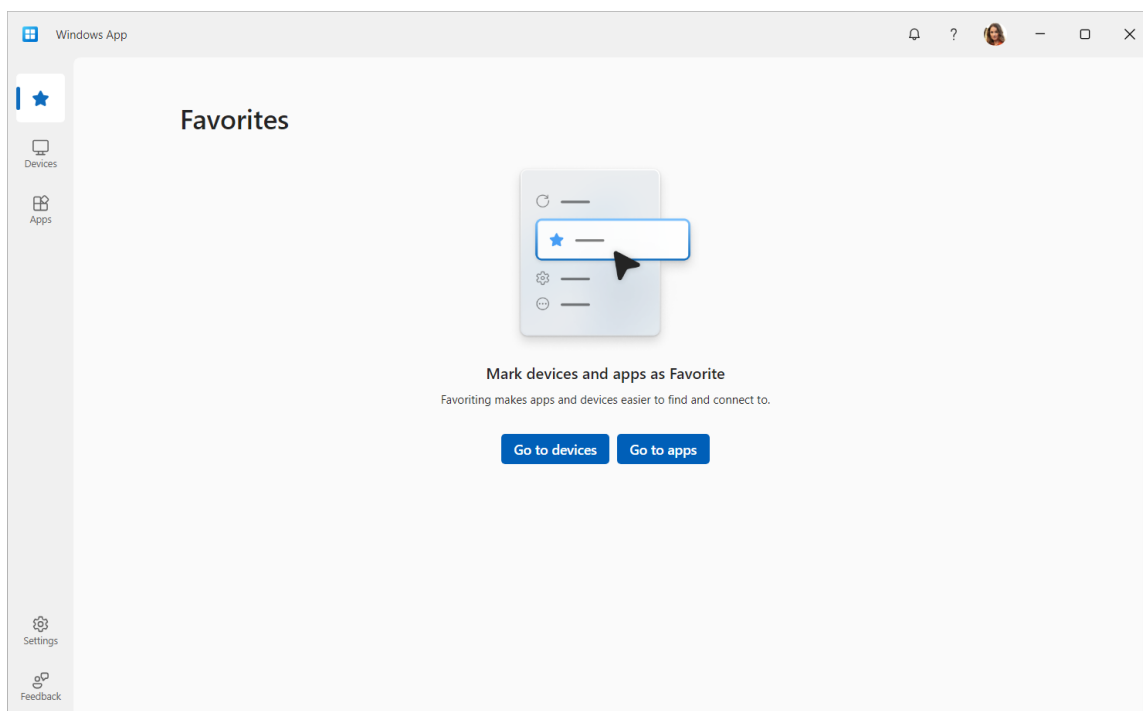 Windows App
?
Favorites
Devices
Apps
Mark devices and apps as Favorite
Favoriting makes apps and devices easier to find and connect to.
Go to devices Go to apps
Settings
Feedback